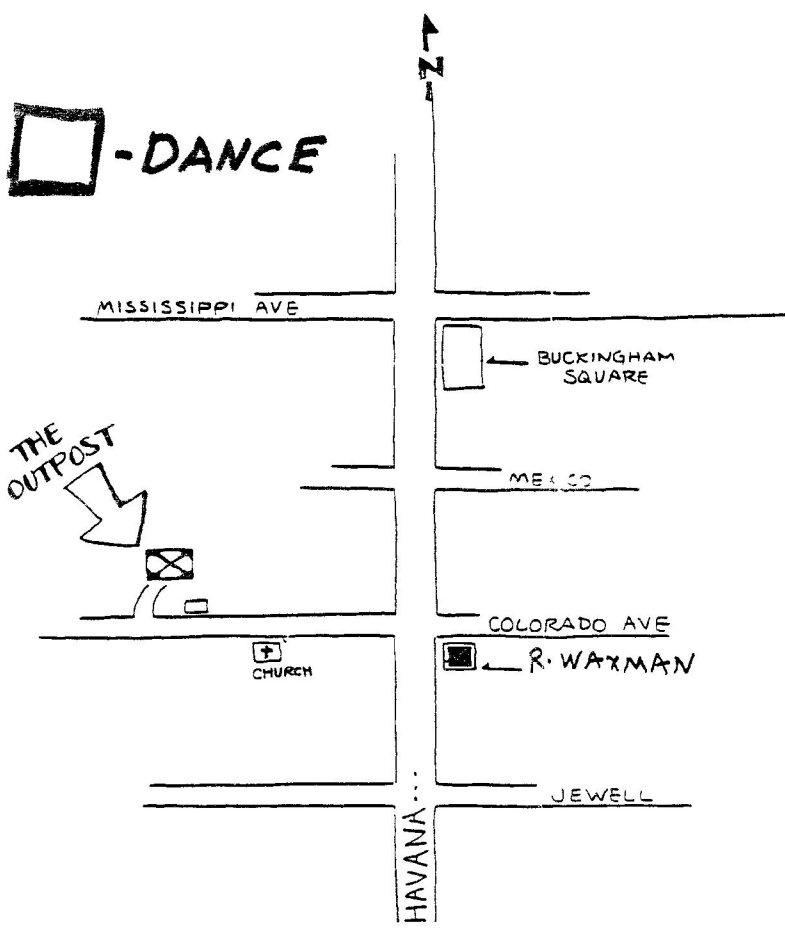 N
-DANCE
MISSISSIPPI AVE
BUCKINGHAM
SQUARE
THE
OUTPOST
COLORADO AVE
R. WAXMAN
CHURCH
JEWELL
HAVANA...